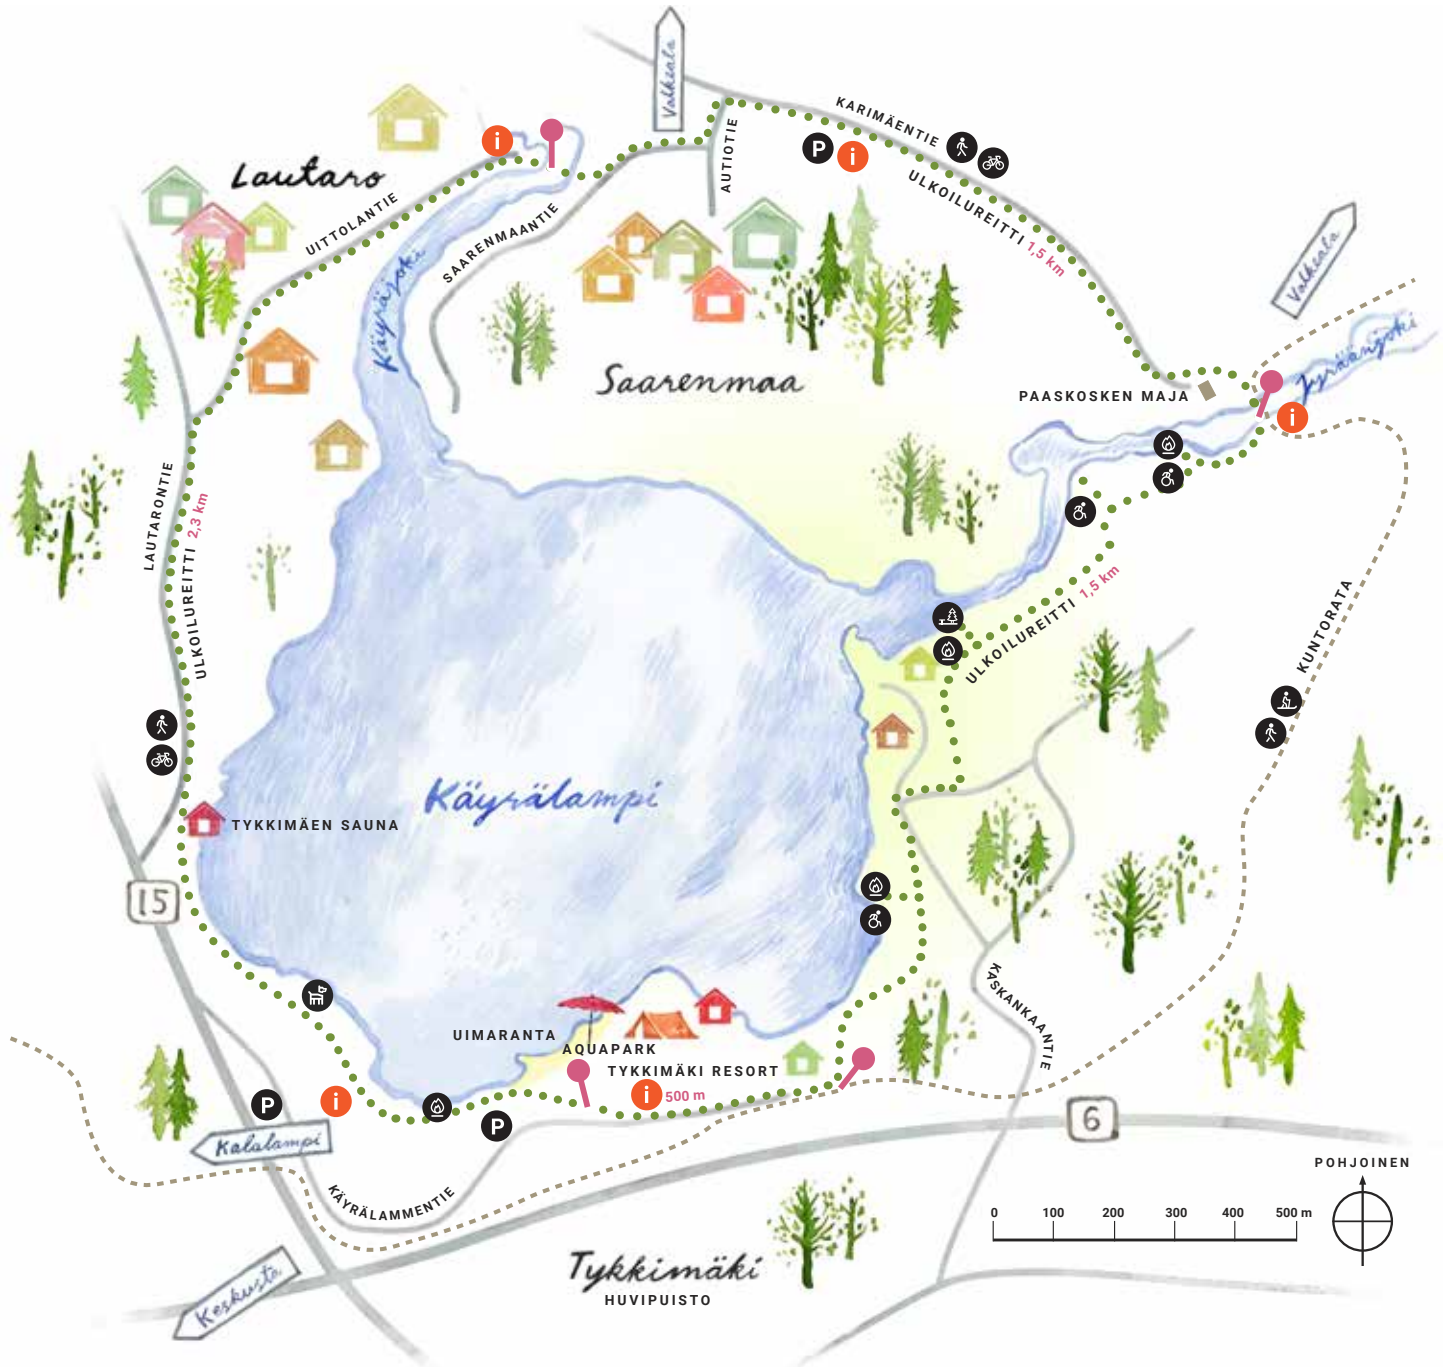 Valkeala
KARIMÄENTIE
P
i
i
AUTIOTIE
Lautaro
UITTOLANTIE
SAARENMAANTIE
ULKOILUREITTI 1,5 km
Valkeala
Käyräjoki
Jyräänjoki
Saarenmaa
PAASKOSKEN MAJA
i
LAUTARONTIE
ULKOILUREITTI 2,3 km
ULKOILUREITTI 1,5 km
KUNTORATA
Käyrälampi
TYKKIMÄEN SAUNA
15
KASKANKAANTIE
UIMARANTA
AQUAPARK
TYKKIMÄKI RESORT
i 500 m
P
i
P
Kalalampi
6
POHJOINEN
KÄYRÄLAMMENTIE
0 100 200 300 400 500 m
Tykkimäki
HUVIPUISTO
Keskusta